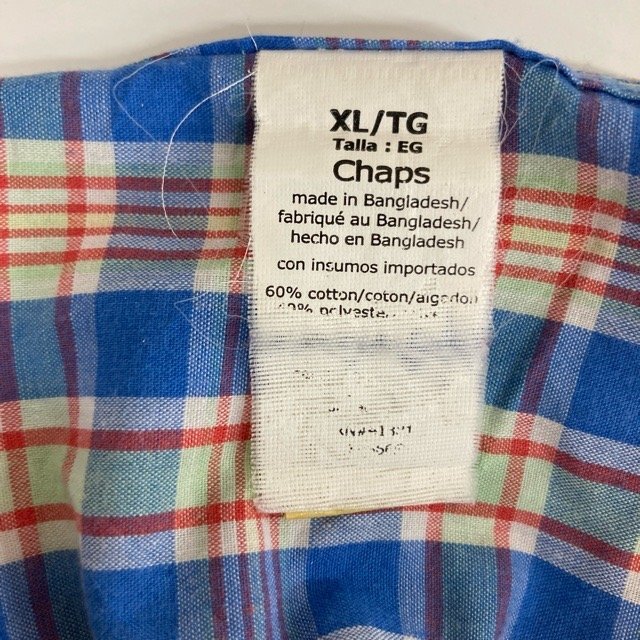 XL/TG
Talla : EG
Chaps
made in Bangladesh/
fabriqué au Bangladesh/
hecho en Bangladesh
con insumos importados
60% cotton/coton/algodón